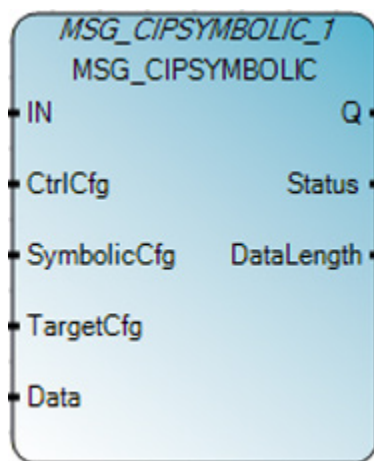 MSG_CIPSYMBOLIC_1
MSG_CIPSYMBOLIC
IN Q
CtrlCfg Status
SymbolicCfg DataLength
TargetCfg
Data